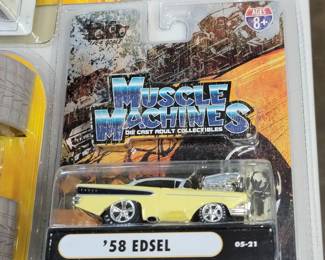 AGES
8+
MUSCLE
MACHINES
DIE CAST ADULT COLLECTIBLES
'58 EDSEL
05-21